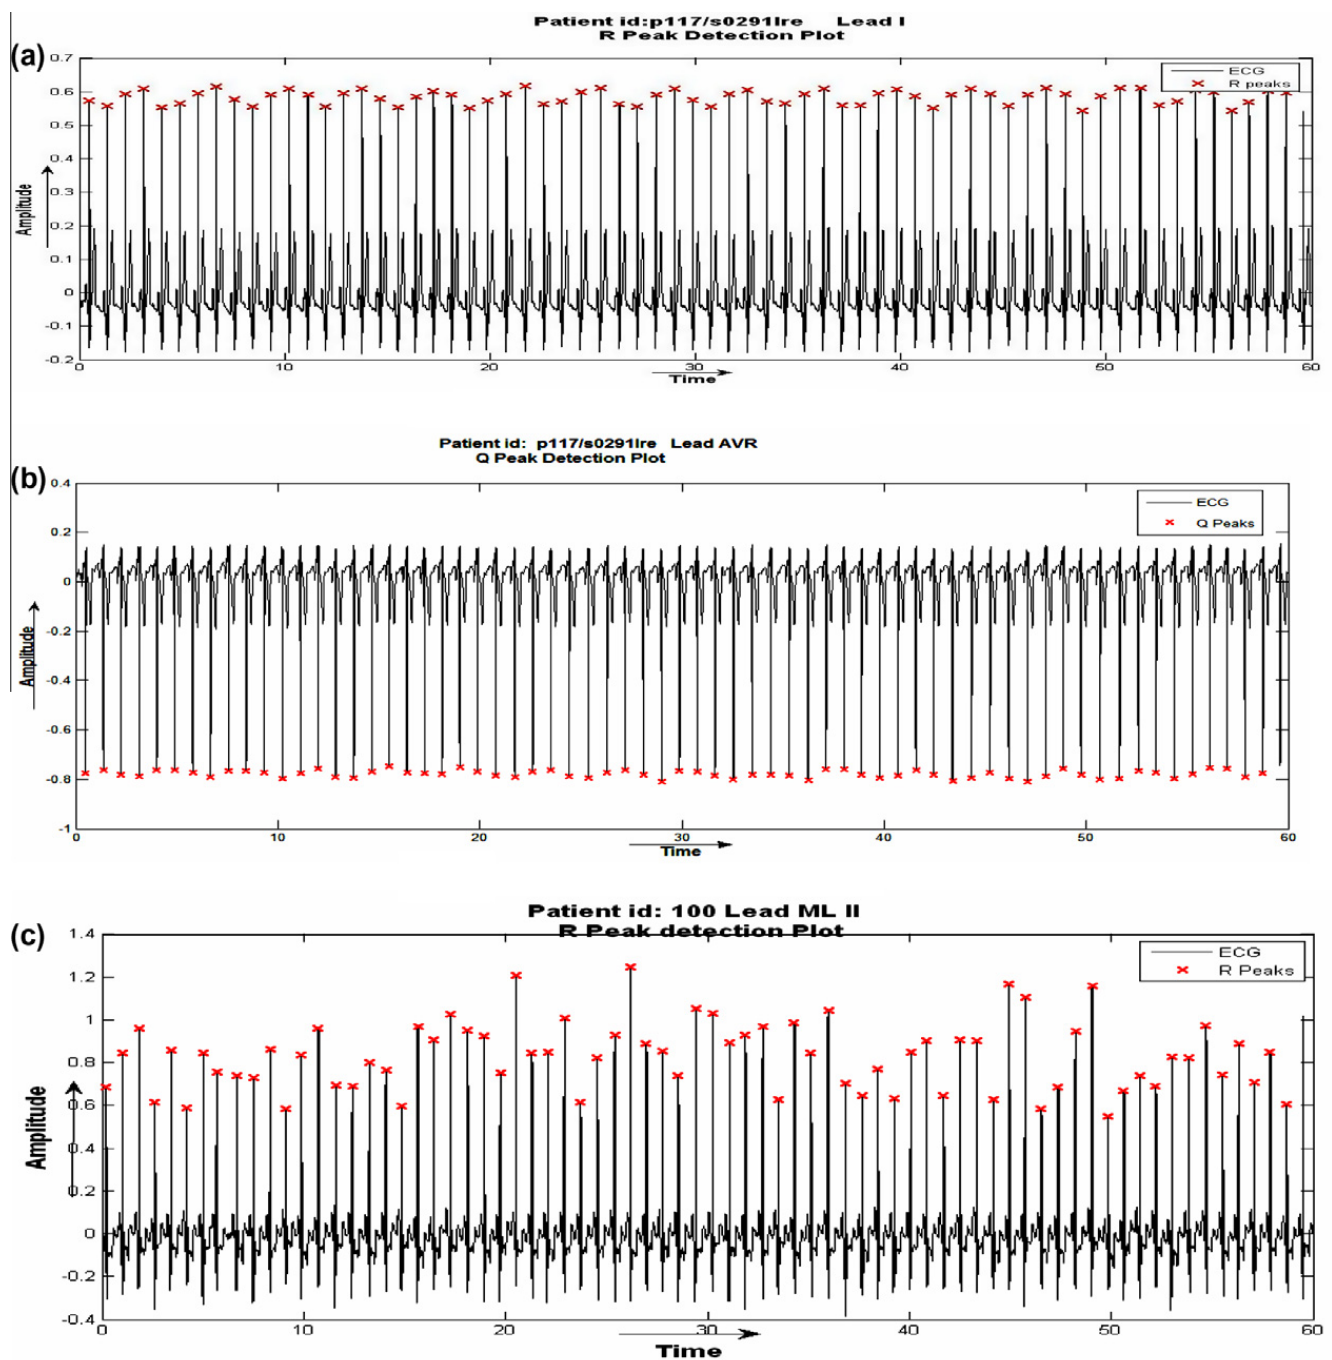 Patient id:p117/s0291lre Lead I
R Peak Detection Plot
(a)
0.7
0.6
0.5
0.4
0.3
0.2
0.1
0
-0.1
-0.2
Amplitude
ECG
R peaks
0 10 20 30 40 50 60
Time
Patient id: p117/s0291lre Lead AVR
Q Peak Detection Plot
(b)
0.4
0.2
0
-0.2
-0.4
-0.6
-0.8
-1
Amplitude
ECG
Q Peaks
0 10 20 30 40 50 60
Time
Patient id: 100 Lead ML II
R Peak detection Plot
(c)
1.4
1.2
1
0.8
0.6
0.4
0.2
0
-0.2
-0.4
Amplitude
ECG
R Peaks
0 10 20 30 40 50 60
Time